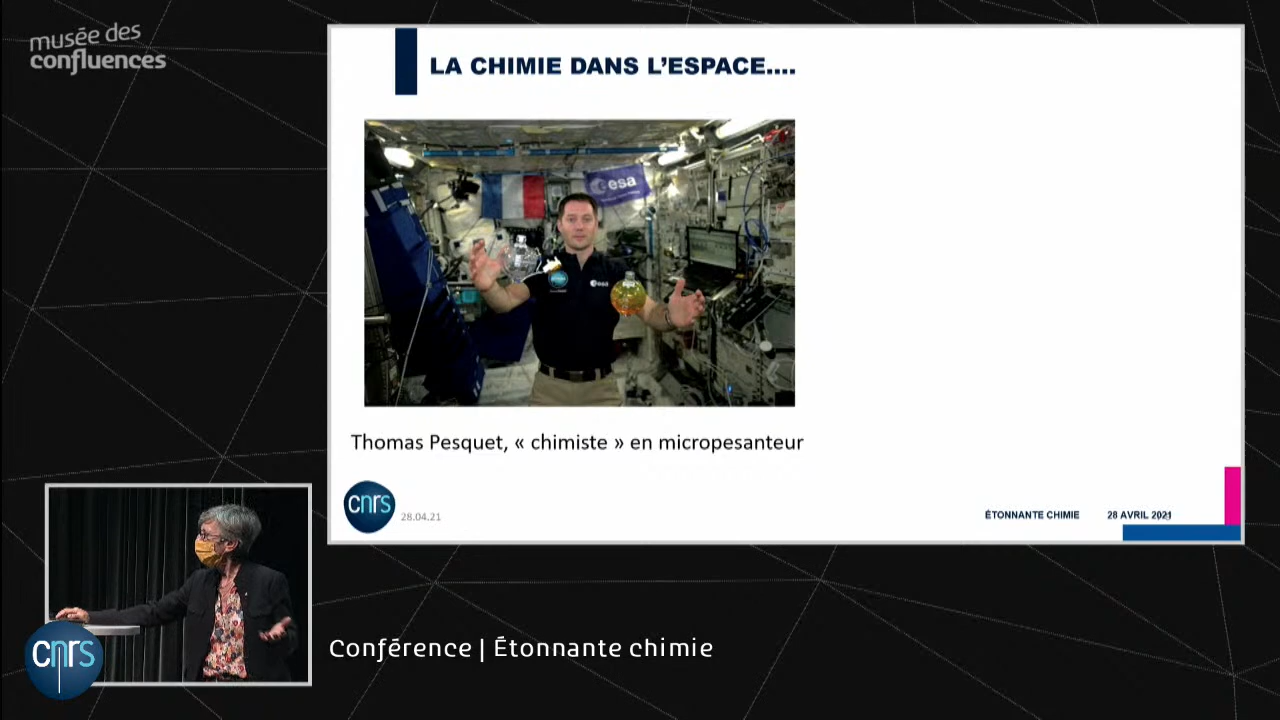 musée des
confluences
LA CHIMIE DANS L'ESPACE....
esa
esa
Thomas Pesquet, « chimiste » en micropesanteur
cnrs
28.04.21
ÉTONNANTE CHIMIE
28 AVRIL 2021
cnrs
Conférence | Étonnante chimie